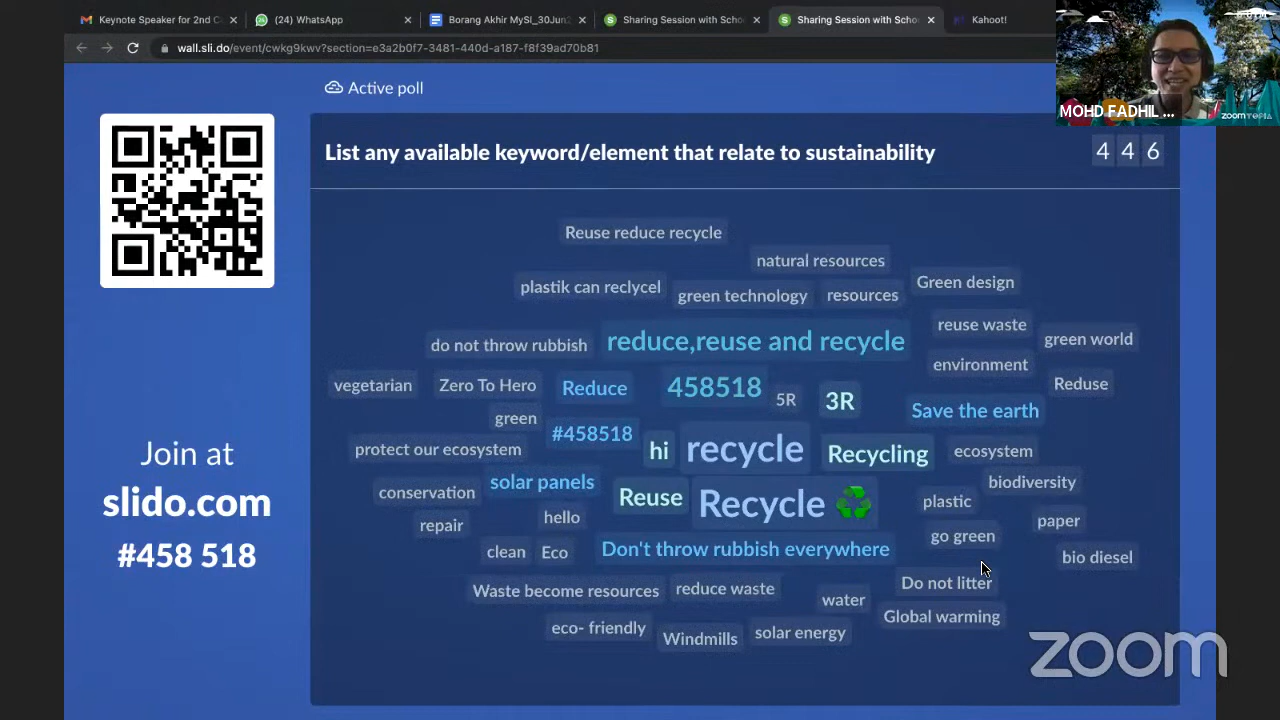 Keynote Speaker for 2nd C
(24) WhatsApp
Borang Akhir MySI_30Jun2
Sharing Session with Scho
Sharing Session with Scho
Kahoot!
wall.sli.do/event/cwkg9kwv?section=e3a2b0f7-3481-440d-a187-f8f39ad70b81
MOHD FADHIL ...
Active poll
List any available keyword/element that relate to sustainability
4 4 6
Reuse reduce recycle
natural resources
plastik can reclycel
green technology
resources
Green design
do not throw rubbish
reduce,reuse and recycle
reuse waste
green world
environment
vegetarian
Zero To Hero
Reduce
458518
5R
3R
Reduse
Save the earth
green
#458518
protect our ecosystem
hi
recycle
Recycling
ecosystem
conservation
solar panels
Reuse
Recycle ♻
biodiversity
plastic
repair
hello
paper
go green
clean
Eco
Don't throw rubbish everywhere
bio diesel
Waste become resources
reduce waste
Do not litter
water
Global warming
eco- friendly
Windmills
solar energy
Join at
slido.com
#458 518
zoom